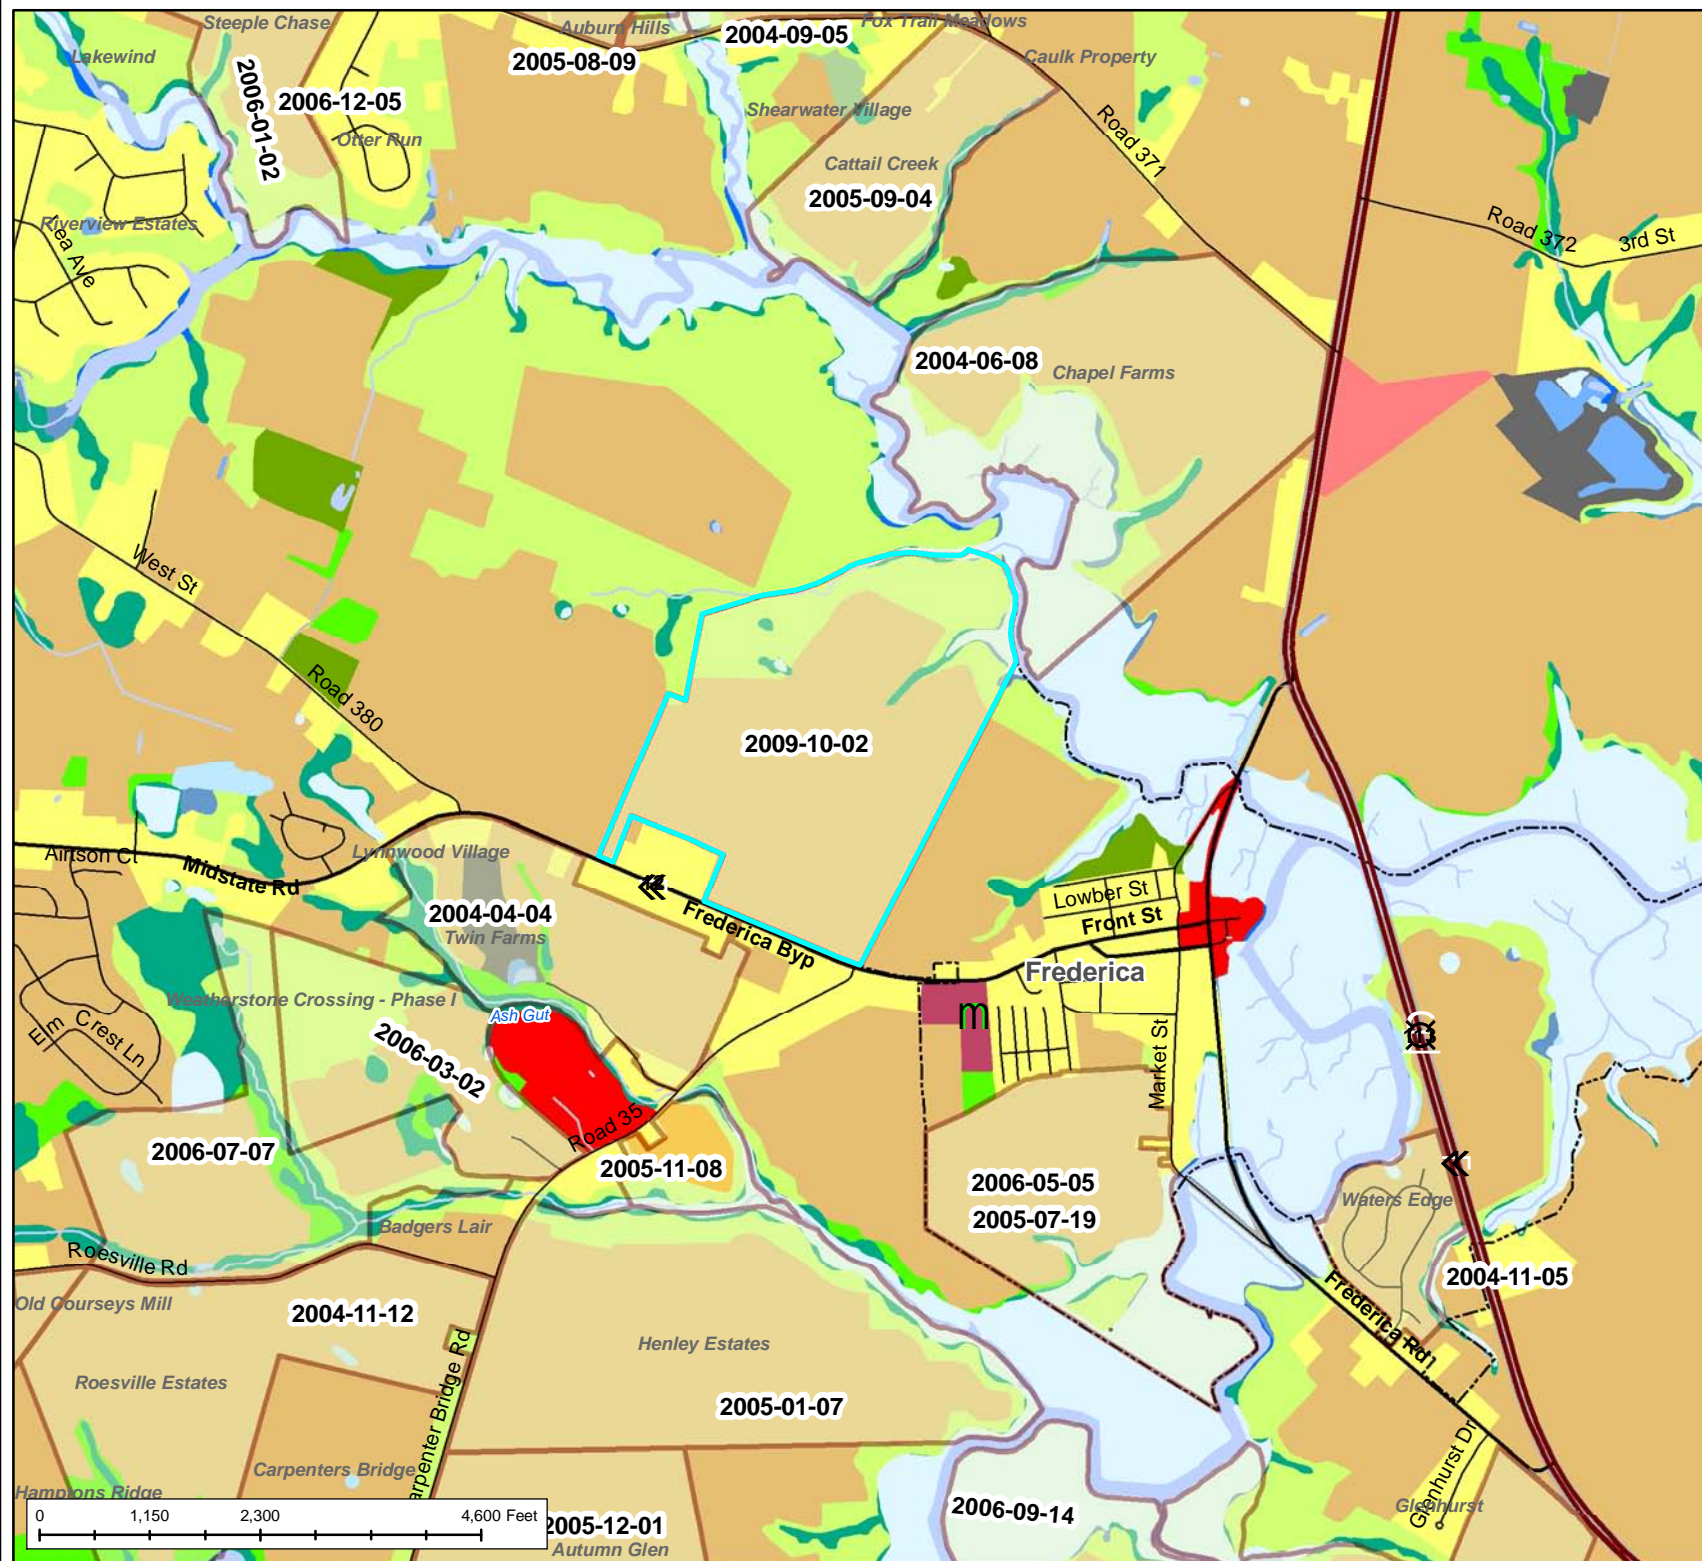 Steeple Chase
Auburn Hills
Fox Trail Meadows
2004-09-05
Lakewind
2005-08-09
Caulk Property
2006-01-02
2006-12-05
Shearwater Village
Otter Run
Road 371
Cattail Creek
2005-09-04
Riverview Estates
Lea Ave
Road 372
3rd St
2004-06-08
Chapel Farms
West St
Road 380
2009-10-02
Lynnwood Village
Airtson Ct
Midstate Rd
12
Lowber St
2004-04-04
Frederica Byp
Front St
Twin Farms
Frederica
Weatherstone Crossing - Phase I
Ash Gut
m
Elm
Crest Ln
2006-03-02
113
Market St
Road 35
2006-07-07
2005-11-08
2006-05-05
Waters Edge
2005-07-19
Badgers Lair
Roesville Rd
2004-11-05
Old Courseys Mill
2004-11-12
Frederica Rd
Henley Estates
Roesville Estates
2005-01-07
Carpenter Bridge Rd
Carpenters Bridge
Glenhurst Dr
Hamptons Ridge
2006-09-14
Glenhurst
0 1,150 2,300 4,600 Feet
2005-12-01
Autumn Glen